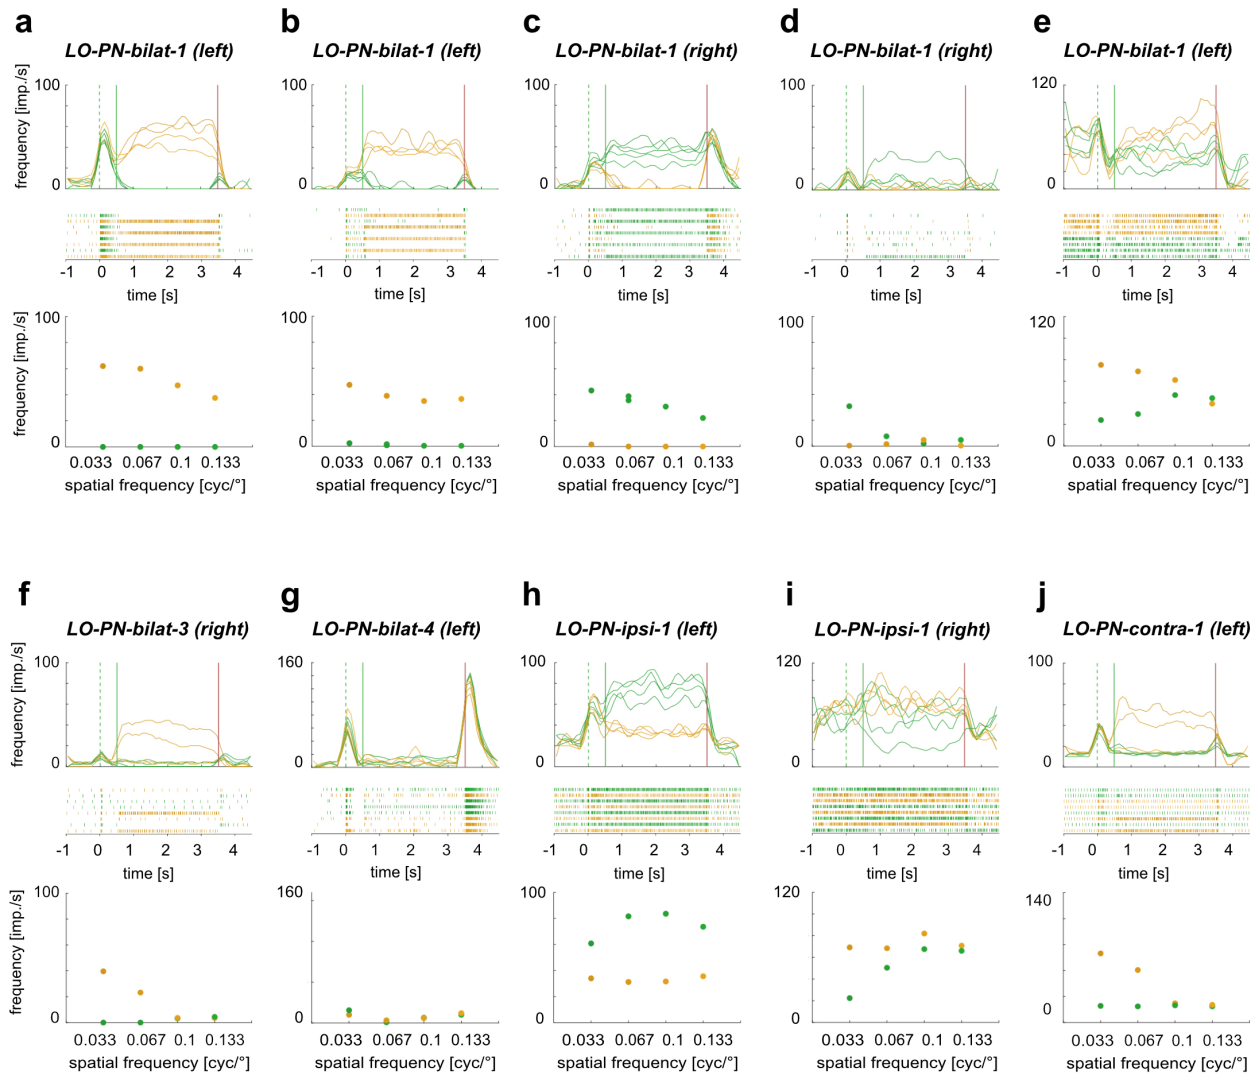 a b c d e
LO-PN-bilat-1 (left) LO-PN-bilat-1 (left) LO-PN-bilat-1 (right) LO-PN-bilat-1 (right) LO-PN-bilat-1 (left)
100 100 100 100 120
frequency [imp./s]
0 0 0 0 0
-1 0 1 2 3 4 -1 0 1 2 3 4 -1 0 1 2 3 4 -1 0 1 2 3 4 -1 0 1 2 3 4
time [s] time [s] time [s] time [s] time [s]
100 100 100 100 120
frequency [imp./s]
0 0 0 0 0
0.033 0.067 0.1 0.133 0.033 0.067 0.1 0.133 0.033 0.067 0.1 0.133 0.033 0.067 0.1 0.133 0.033 0.067 0.1 0.133
spatial frequency [cyc/°] spatial frequency [cyc/°] spatial frequency [cyc/°] spatial frequency [cyc/°] spatial frequency [cyc/°]
f g h i j
LO-PN-bilat-3 (right) LO-PN-bilat-4 (left) LO-PN-ipsi-1 (left) LO-PN-ipsi-1 (right) LO-PN-contra-1 (left)
100 160 100 120 100
frequency [imp./s]
0 0 0 0 0
-1 0 1 2 3 4 -1 0 1 2 3 4 -1 0 1 2 3 4 -1 0 1 2 3 4 -1 0 1 2 3 4
time [s] time [s] time [s] time [s] time [s]
100 160 100 120 140
frequency [imp./s]
0 0 0 0 0
0.033 0.067 0.1 0.133 0.033 0.067 0.1 0.133 0.033 0.067 0.1 0.133 0.033 0.067 0.1 0.133 0.033 0.067 0.1 0.133
spatial frequency [cyc/°] spatial frequency [cyc/°] spatial frequency [cyc/°] spatial frequency [cyc/°] spatial frequency [cyc/°]